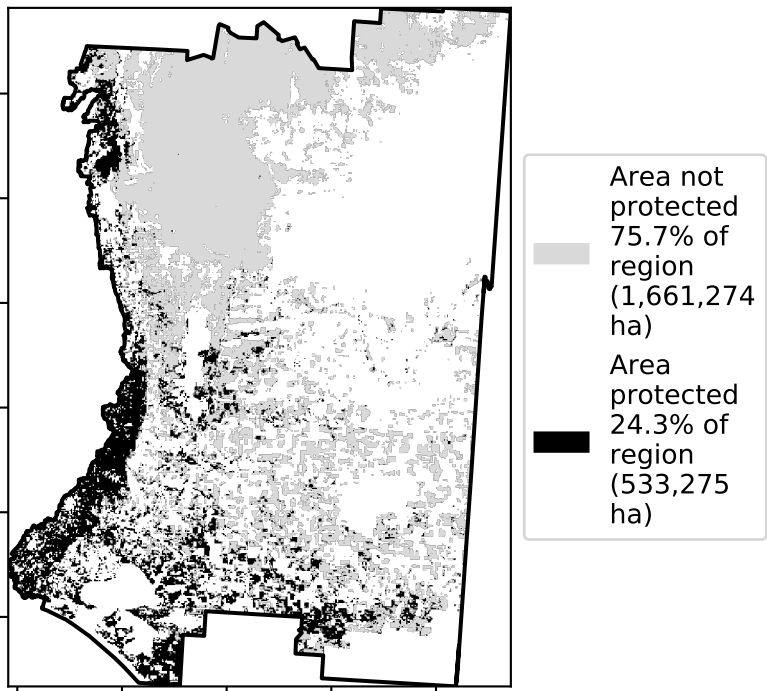 Area not
protected
75.7% of
region
(1,661,274
ha)
Area
protected
24.3% of
region
(533,275
ha)